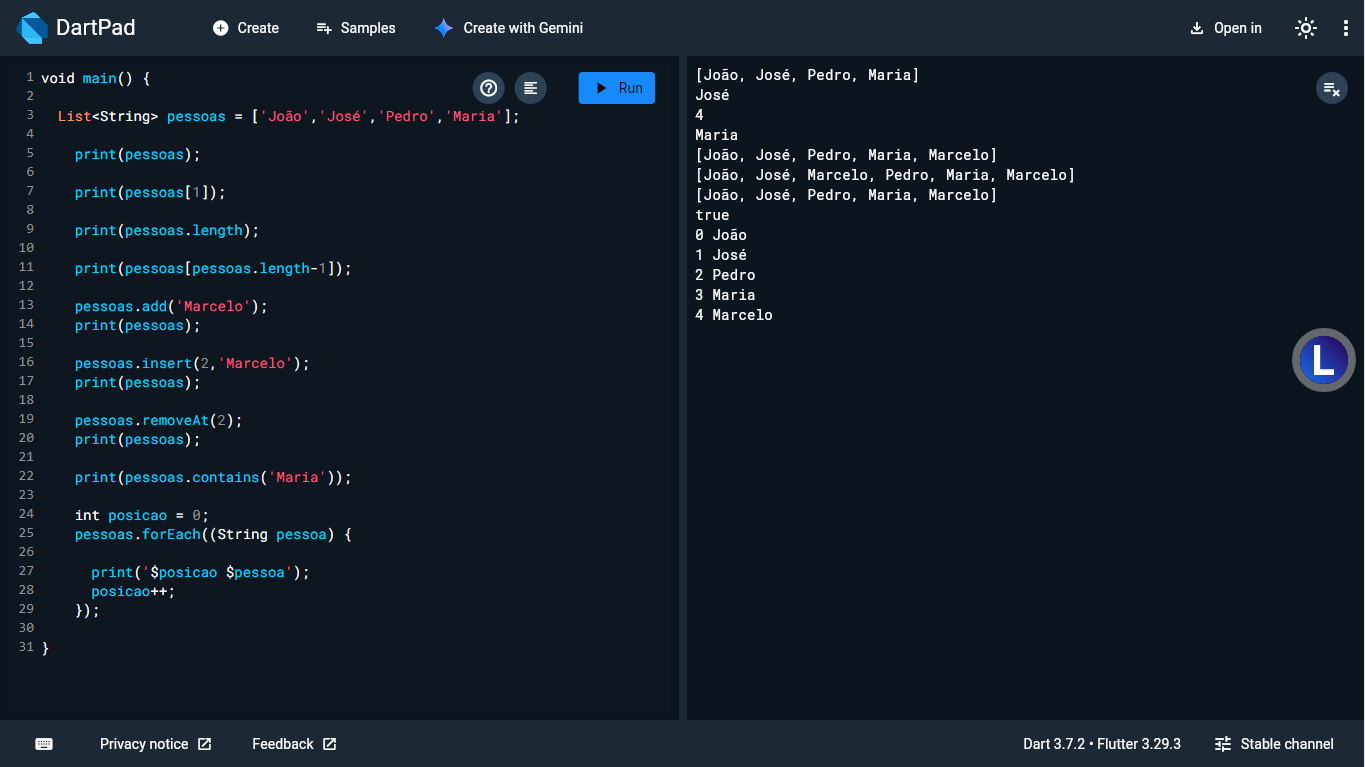 DartPad
Create
Samples
Create with Gemini
Open in
1 void main() {
2
3 List<String> pessoas = ['João','José','Pedro','Maria'];
4
5 print(pessoas);
6
7 print(pessoas[1]);
8
9 print(pessoas.length);
10
11 print(pessoas[pessoas.length-1]);
12
13 pessoas.add('Marcelo');
14 print(pessoas);
15
16 pessoas.insert(2,'Marcelo');
17 print(pessoas);
18
19 pessoas.removeAt(2);
20 print(pessoas);
21
22 print(pessoas.contains('Maria'));
23
24 int posicao = 0;
25 pessoas.forEach((String pessoa) {
26
27 print('$posicao $pessoa');
28 posicao++;
29 });
30
31 }
Run
[João, José, Pedro, Maria]
José
4
Maria
[João, José, Pedro, Maria, Marcelo]
[João, José, Marcelo, Pedro, Maria, Marcelo]
[João, José, Pedro, Maria, Marcelo]
true
0 João
1 José
2 Pedro
3 Maria
4 Marcelo
L
Privacy notice
Feedback
Dart 3.7.2 • Flutter 3.29.3
Stable channel